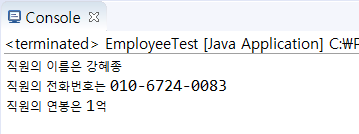 Console
<terminated> EmployeeTest [Java Application] C:\P
직원의 이름은 강혜종
직원의 전화번호는 010-6724-0083
직원의 연봉은 1억